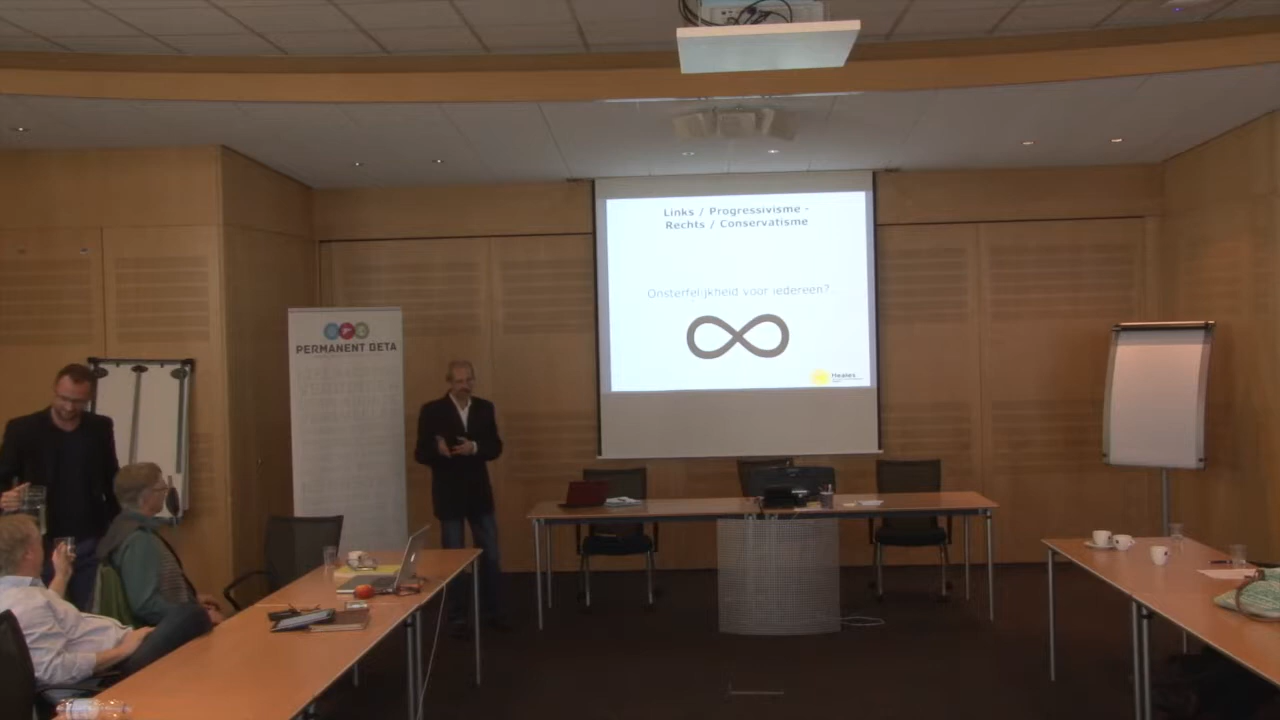 Links / Progressivisme -
Rechts / Conservatisme
Onsterfelijkheid voor iedereen?
Heales
PERMANENT BETA